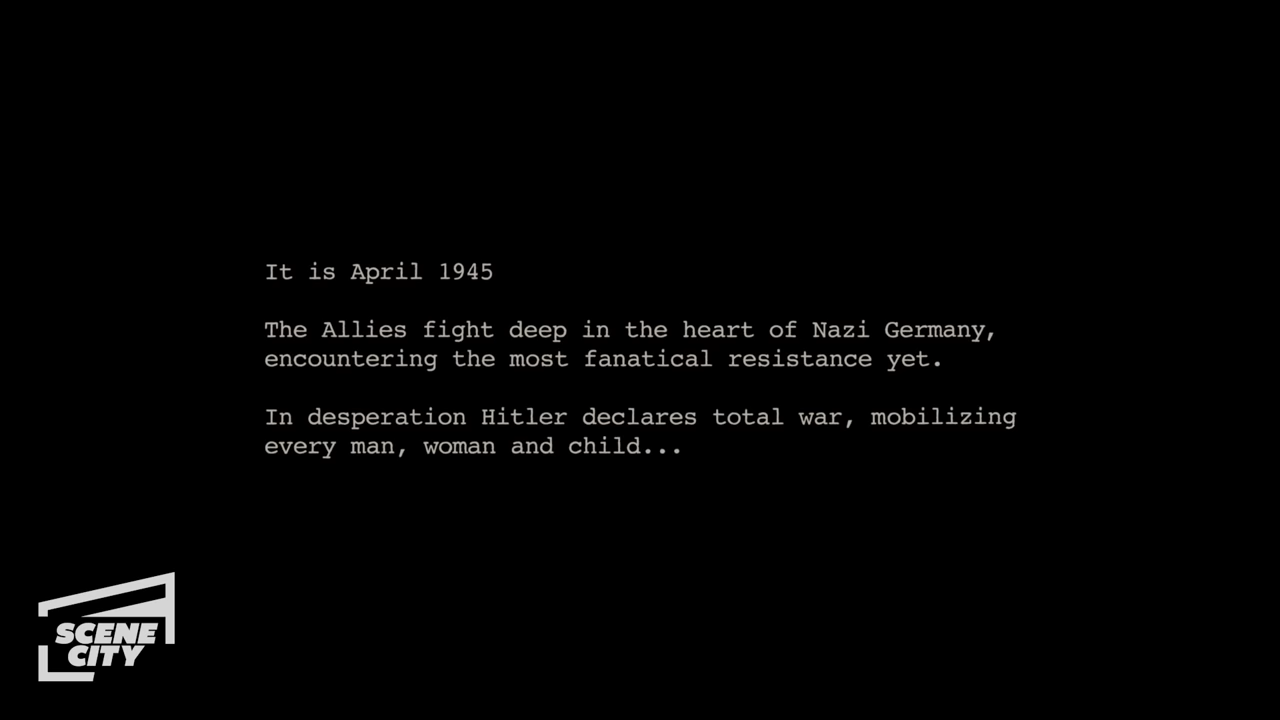 It is April 1945
The Allies fight deep in the heart of Nazi Germany,
encountering the most fanatical resistance yet.
In desperation Hitler declares total war, mobilizing
every man, woman and child...
SCENE
CITY